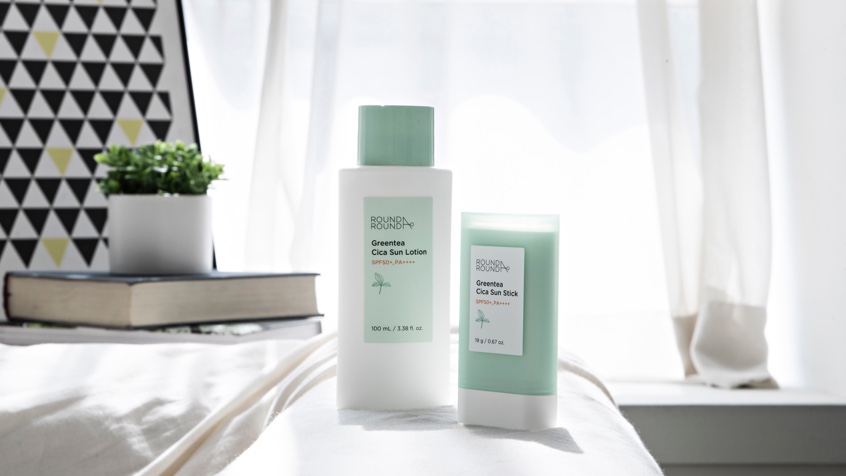 ROUND A
ROUND
Greentea
Cica Sun Lotion
SPF50+, PA++++
100 mL / 3.38 fl. oz.
ROUND A
ROUND
Greentea
Cica Sun Stick
SPF50+, PA++++
19 g / 0.67 oz.